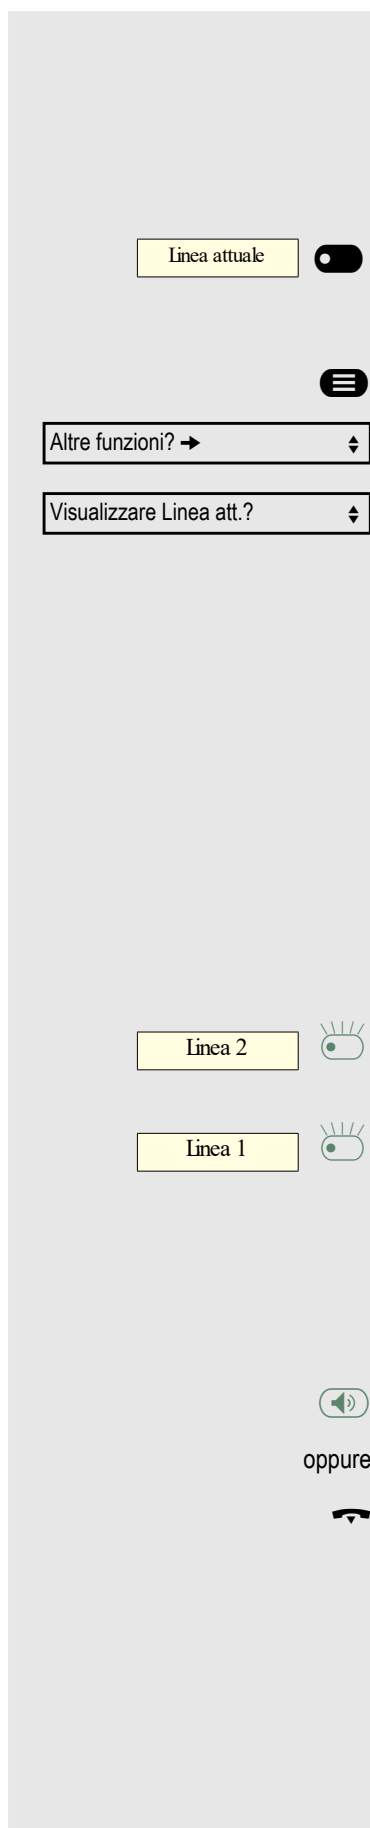 Linea attuale
Altre funzioni? →
Visualizzare Linea att.?
Linea 2
Linea 1
oppure